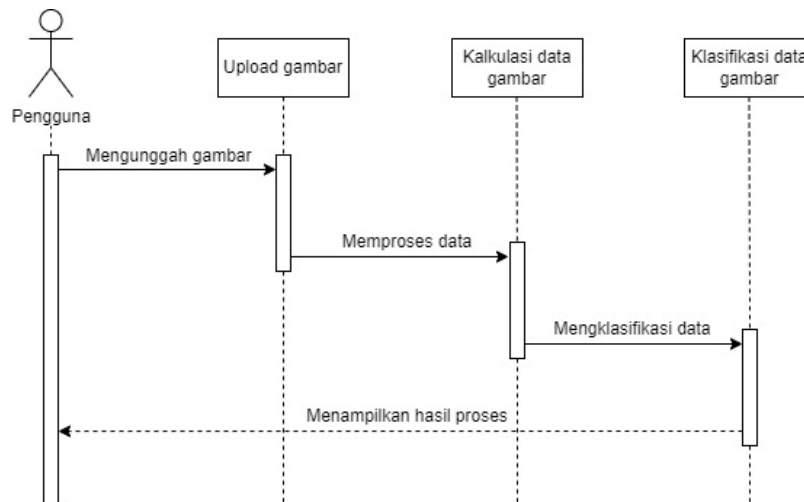 Pengguna
Upload gambar
Kalkulasi data
gambar
Klasifikasi data
gambar
Mengunggah gambar
Memproses data
Mengklasifikasi data
Menampilkan hasil proses